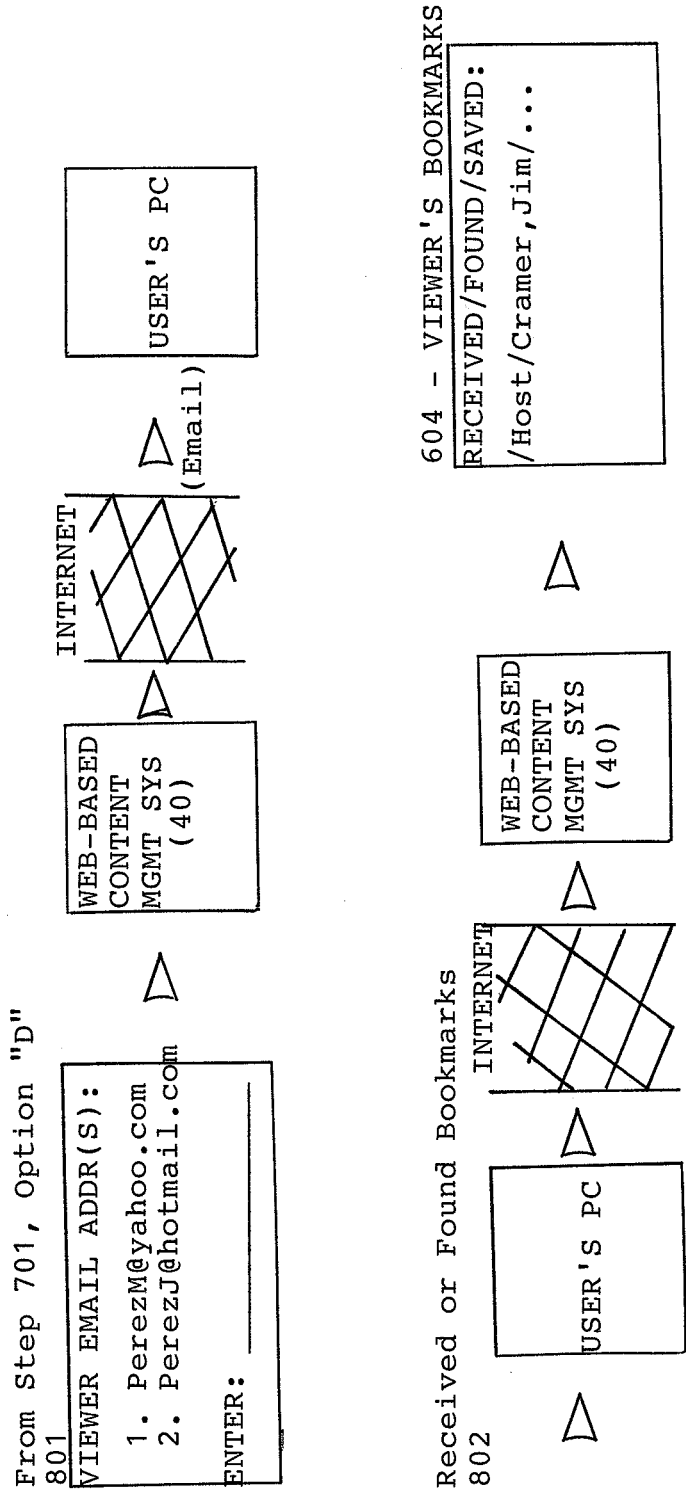 From Step 701, Option "D"
801
VIEWER EMAIL ADDR(S):
1. PerezM@yahoo.com
2. PerezJ@hotmail.com
ENTER:
WEB-BASED
CONTENT
MGMT SYS
(40)
INTERNET
(Email)
USER'S PC
Received or Found Bookmarks
802
USER'S PC
INTERNET
WEB-BASED
CONTENT
MGMT SYS
(40)
604 - VIEWER'S BOOKMARKS
RECEIVED/FOUND/SAVED:
/Host/Cramer,Jim/...